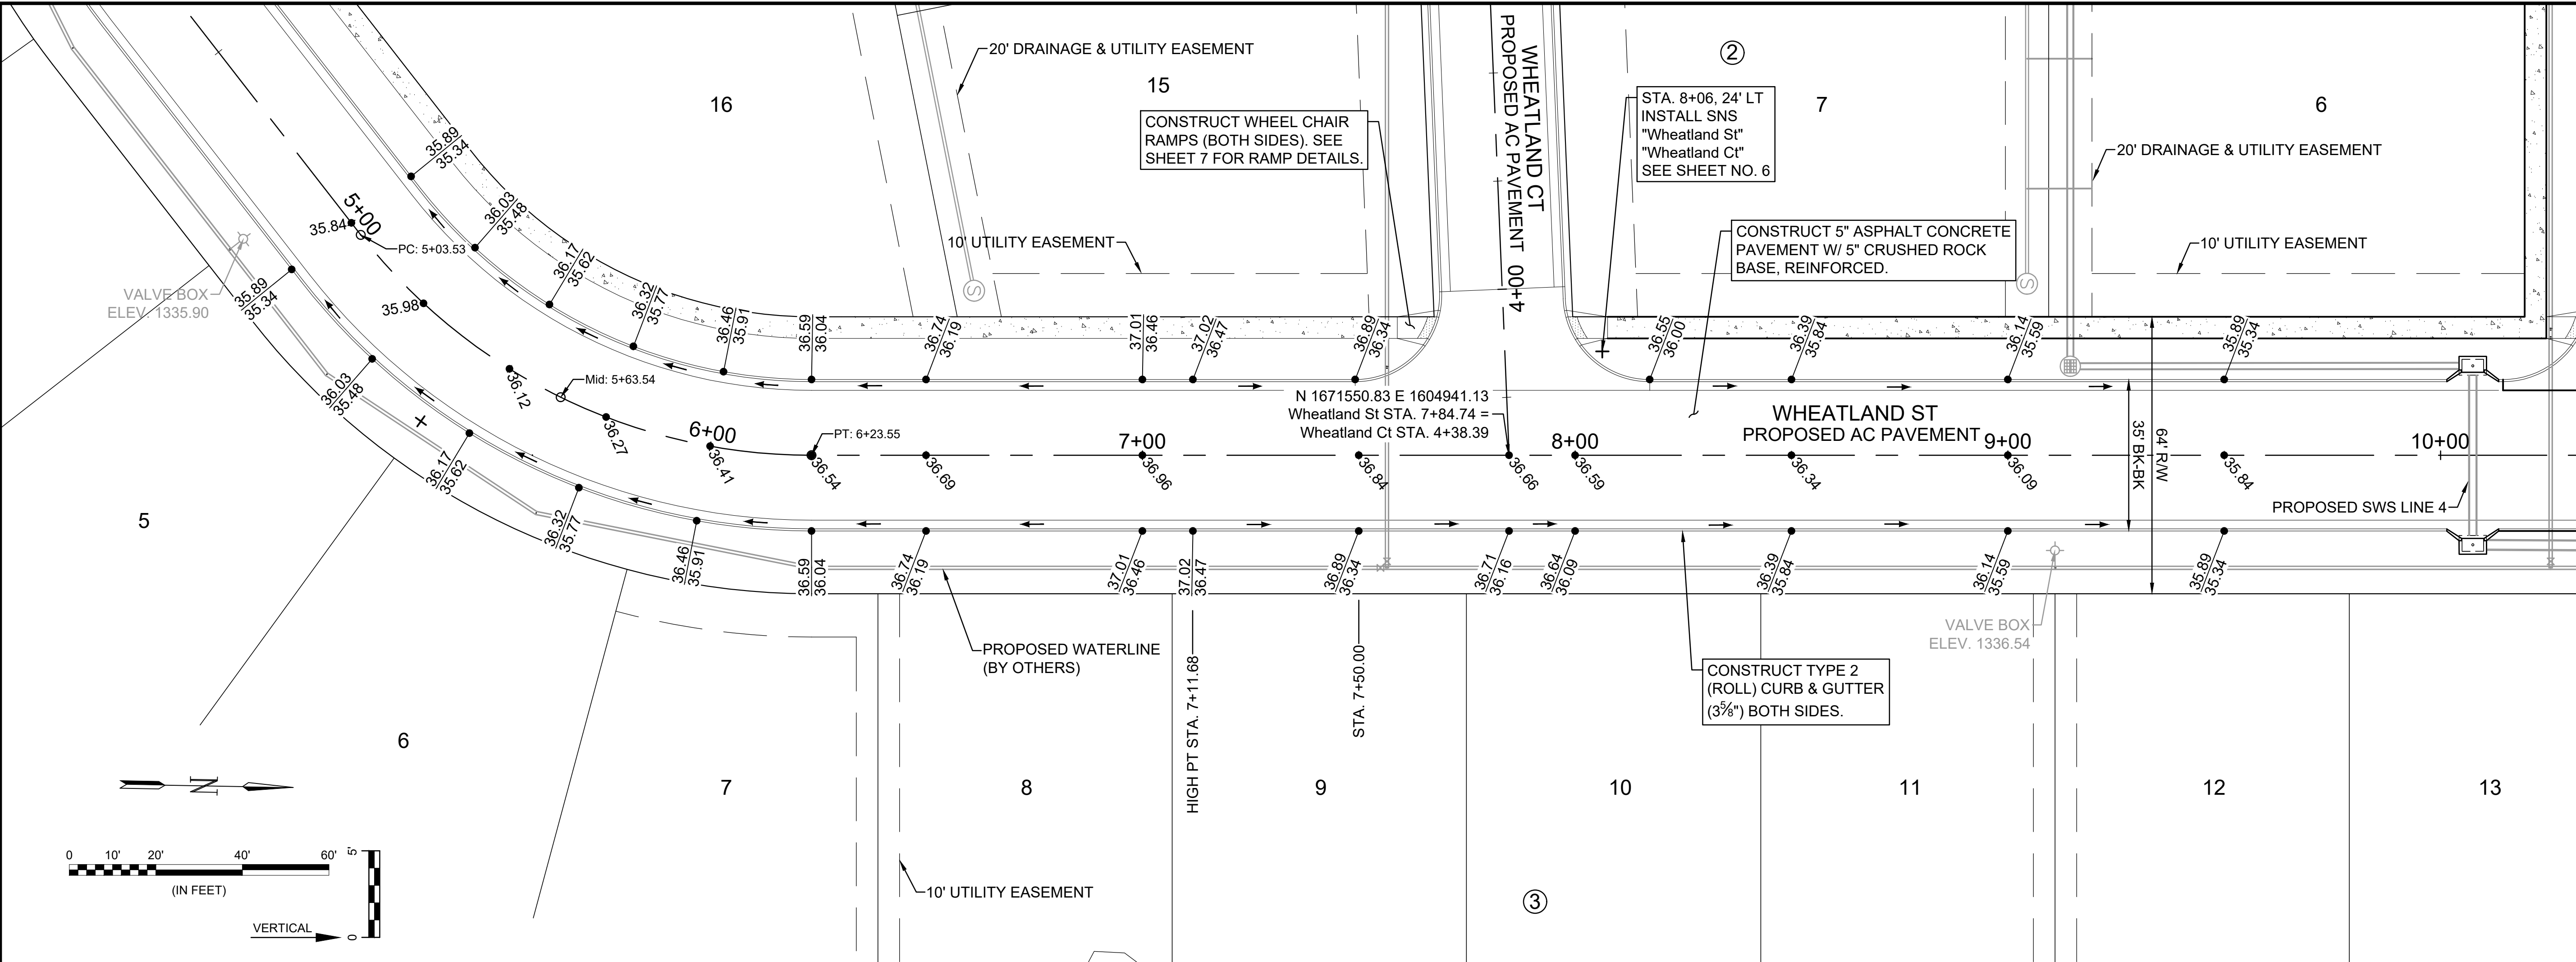 20' DRAINAGE & UTILITY EASEMENT
15
16
CONSTRUCT WHEEL CHAIR
RAMPS (BOTH SIDES). SEE
SHEET 7 FOR RAMP DETAILS.
WHEATLAND CT
PROPOSED AC PAVEMENT
4+00
2
STA. 8+06, 24' LT
INSTALL SNS
"Wheatland St"
"Wheatland Ct"
SEE SHEET NO. 6
7
6
20' DRAINAGE & UTILITY EASEMENT
CONSTRUCT 5" ASPHALT CONCRETE
PAVEMENT W/ 5" CRUSHED ROCK
BASE, REINFORCED.
10' UTILITY EASEMENT
10' UTILITY EASEMENT
S
S
5+00
35.84
PC: 5+03.53
35.98
36.12
Mid: 5+63.54
36.27
6+00
36.41
PT: 6+23.55
36.54
36.69
7+00
36.96
36.84
36.66
8+00
36.59
36.34
9+00
36.09
35.84
10+00
35.89
35.34
36.03
35.48
36.17
35.62
36.32
35.77
36.46
35.91
36.59
36.04
36.74
36.19
37.01
36.46
37.02
36.47
36.89
36.34
36.55
36.00
36.39
35.84
36.14
35.59
35.89
35.34
N 1671550.83 E 1604941.13
Wheatland St STA. 7+84.74 =
Wheatland Ct STA. 4+38.39
WHEATLAND ST
PROPOSED AC PAVEMENT
35' BK-BK
64' R/W
PROPOSED SWS LINE 4
VALVE BOX
ELEV. 1335.90
35.89
35.34
36.03
35.48
36.17
35.62
36.32
35.77
36.46
35.91
36.59
36.04
36.74
36.19
37.01
36.46
37.02
36.47
36.89
36.34
36.71
36.16
36.64
36.09
36.39
35.84
36.14
35.59
35.89
35.34
5
6
7
8
9
10
11
12
13
PROPOSED WATERLINE
(BY OTHERS)
HIGH PT STA. 7+11.68
STA. 7+50.00
CONSTRUCT TYPE 2
(ROLL) CURB & GUTTER
(3⅝") BOTH SIDES.
VALVE BOX
ELEV. 1336.54
10' UTILITY EASEMENT
3
N
0 10' 20' 40' 60'
(IN FEET)
5'
0
VERTICAL